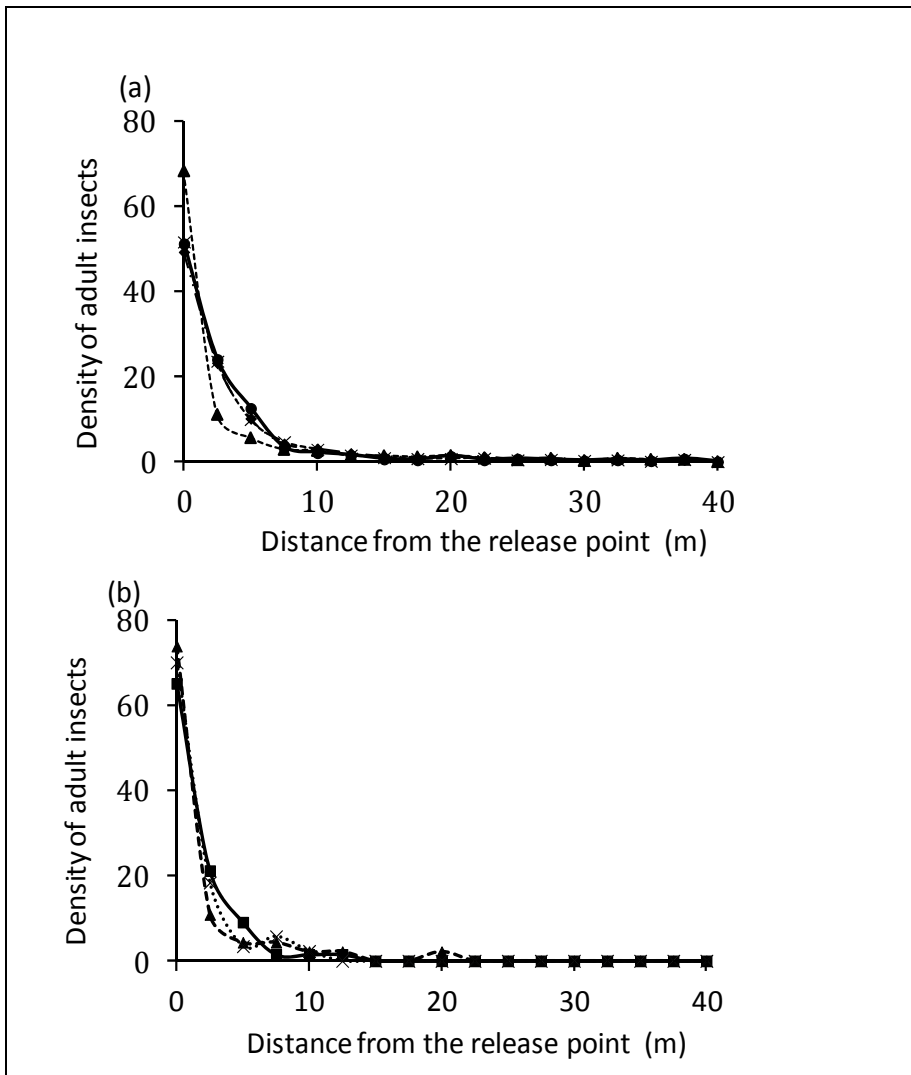 (a)
80
60
40
20
0
0 10 20 30 40
Density of adult insects
Distance from the release point (m)
(b)
80
60
40
20
0
0 10 20 30 40
Density of adult insects
Distance from the release point (m)